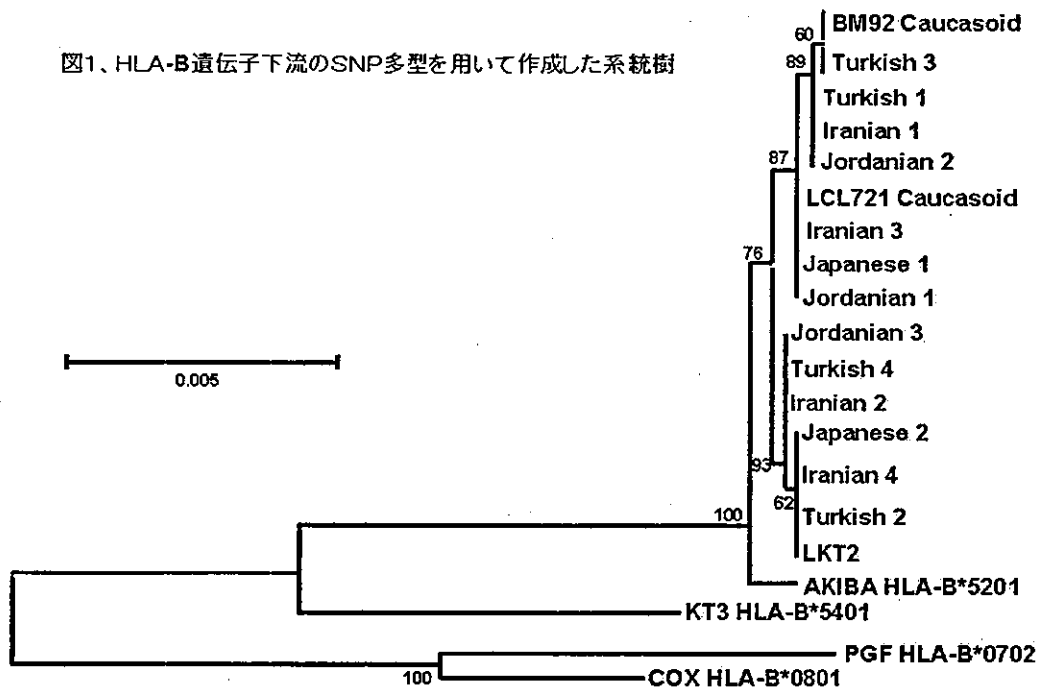 図1、HLA-B遺伝子下流のSNP多型を用いて作成した系統樹
BM92 Caucasoid
60
Turkish 3
89
Turkish 1
Iranian 1
Jordanian 2
87
LCL721 Caucasoid
Iranian 3
Japanese 1
76
Jordanian 1
Jordanian 3
0.005
Turkish 4
Iranian 2
Japanese 2
93
Iranian 4
62
Turkish 2
100
LKT2
AKIBA HLA-B*5201
KT3 HLA-B*5401
PGF HLA-B*0702
100
COX HLA-B*0801